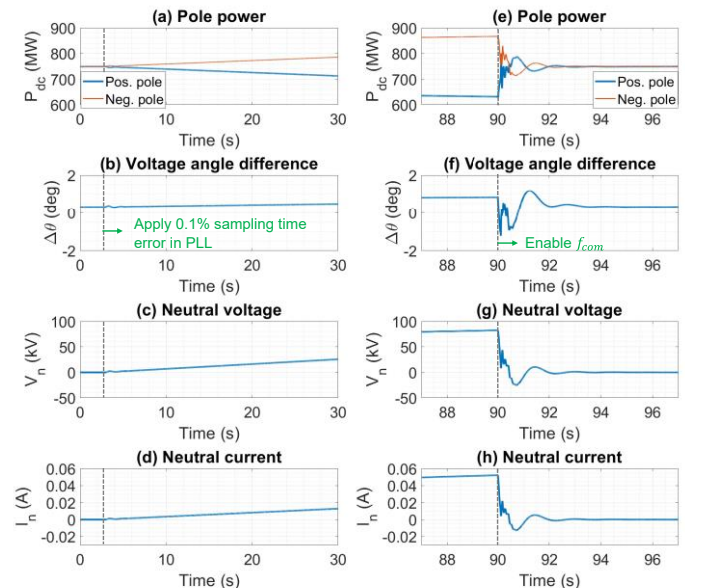 (a) Pole power
900
800
700
600
P_dc (MW)
Pos. pole
Neg. pole
0 10 20 30
Time (s)
(b) Voltage angle difference
2
0
-2
Δθ (deg)
Apply 0.1% sampling time
error in PLL
0 10 20 30
Time (s)
(c) Neutral voltage
100
50
0
-50
V_n (kV)
0 10 20 30
Time (s)
(d) Neutral current
0.06
0.04
0.02
0
-0.02
I_n (A)
0 10 20 30
Time (s)
(e) Pole power
900
800
700
600
P_dc (MW)
Pos. pole
Neg. pole
88 90 92 94 96
Time (s)
(f) Voltage angle difference
2
0
-2
Δθ (deg)
Enable f_com
88 90 92 94 96
Time (s)
(g) Neutral voltage
100
50
0
-50
V_n (kV)
88 90 92 94 96
Time (s)
(h) Neutral current
0.06
0.04
0.02
0
-0.02
I_n (A)
88 90 92 94 96
Time (s)